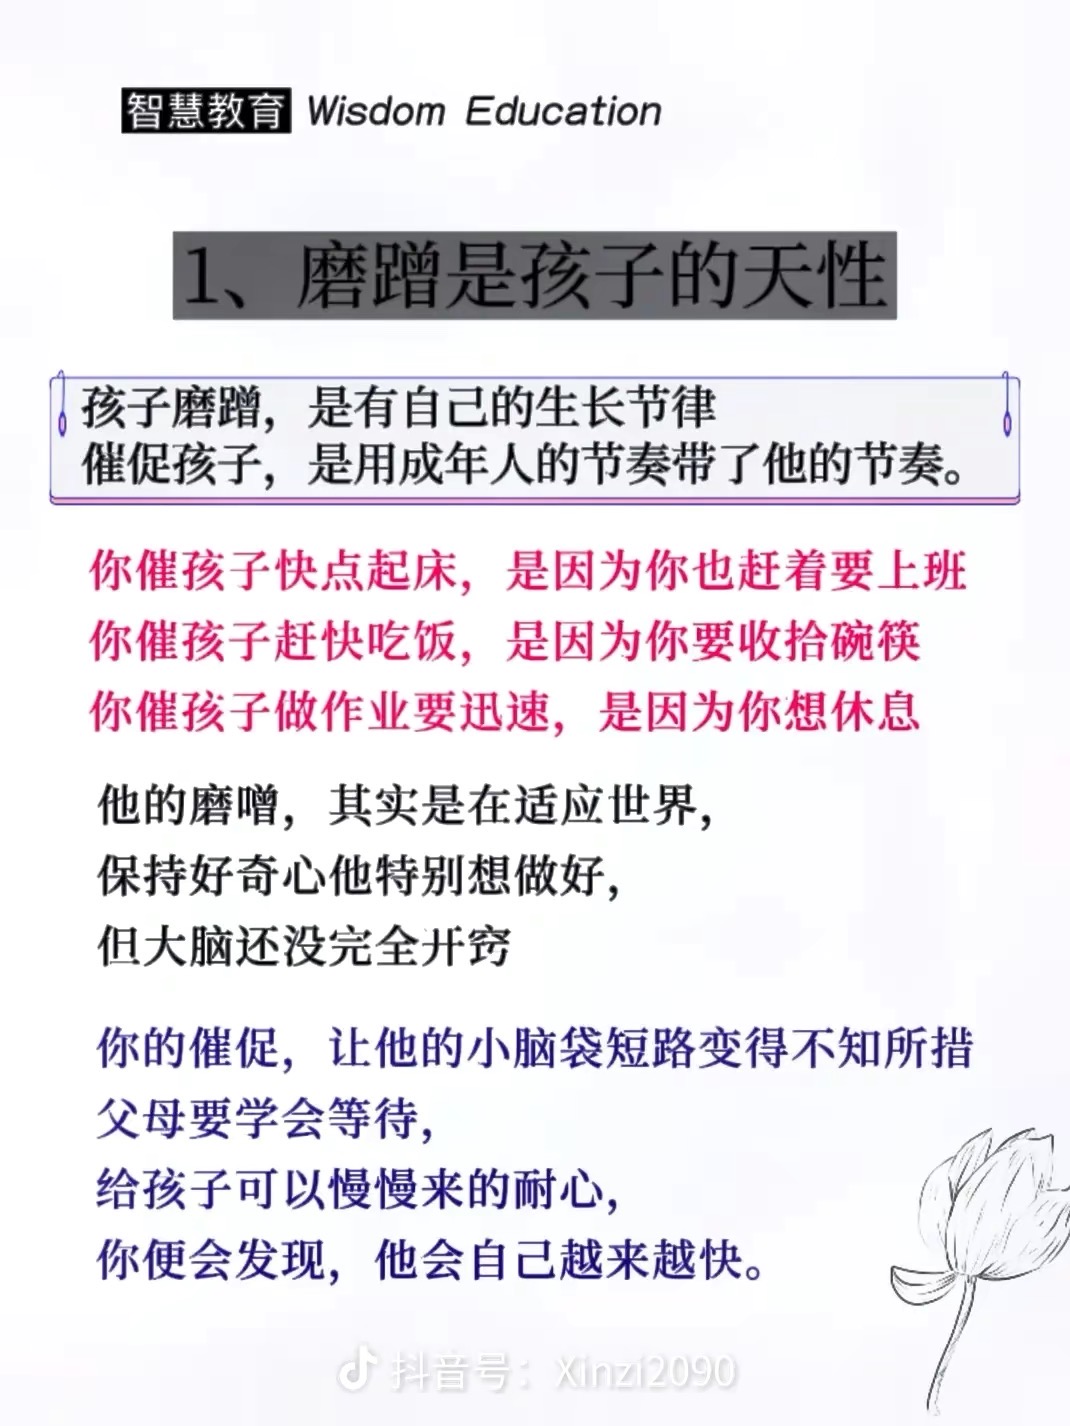 智慧教育 Wisdom Education
1、磨蹭是孩子的天性
孩子磨蹭，是有自己的生长节律
催促孩子，是用成年人的节奏带了他的节奏。
你催孩子快点起床，是因为你也赶着要上班
你催孩子赶快吃饭，是因为你要收拾碗筷
你催孩子做作业要迅速，是因为你想休息
他的磨噌，其实是在适应世界，
保持好奇心他特别想做好，
但大脑还没完全开窍
你的催促，让他的小脑袋短路变得不知所措
父母要学会等待，
给孩子可以慢慢来的耐心，
你便会发现，他会自己越来越快。
抖音号：Xinzi2090